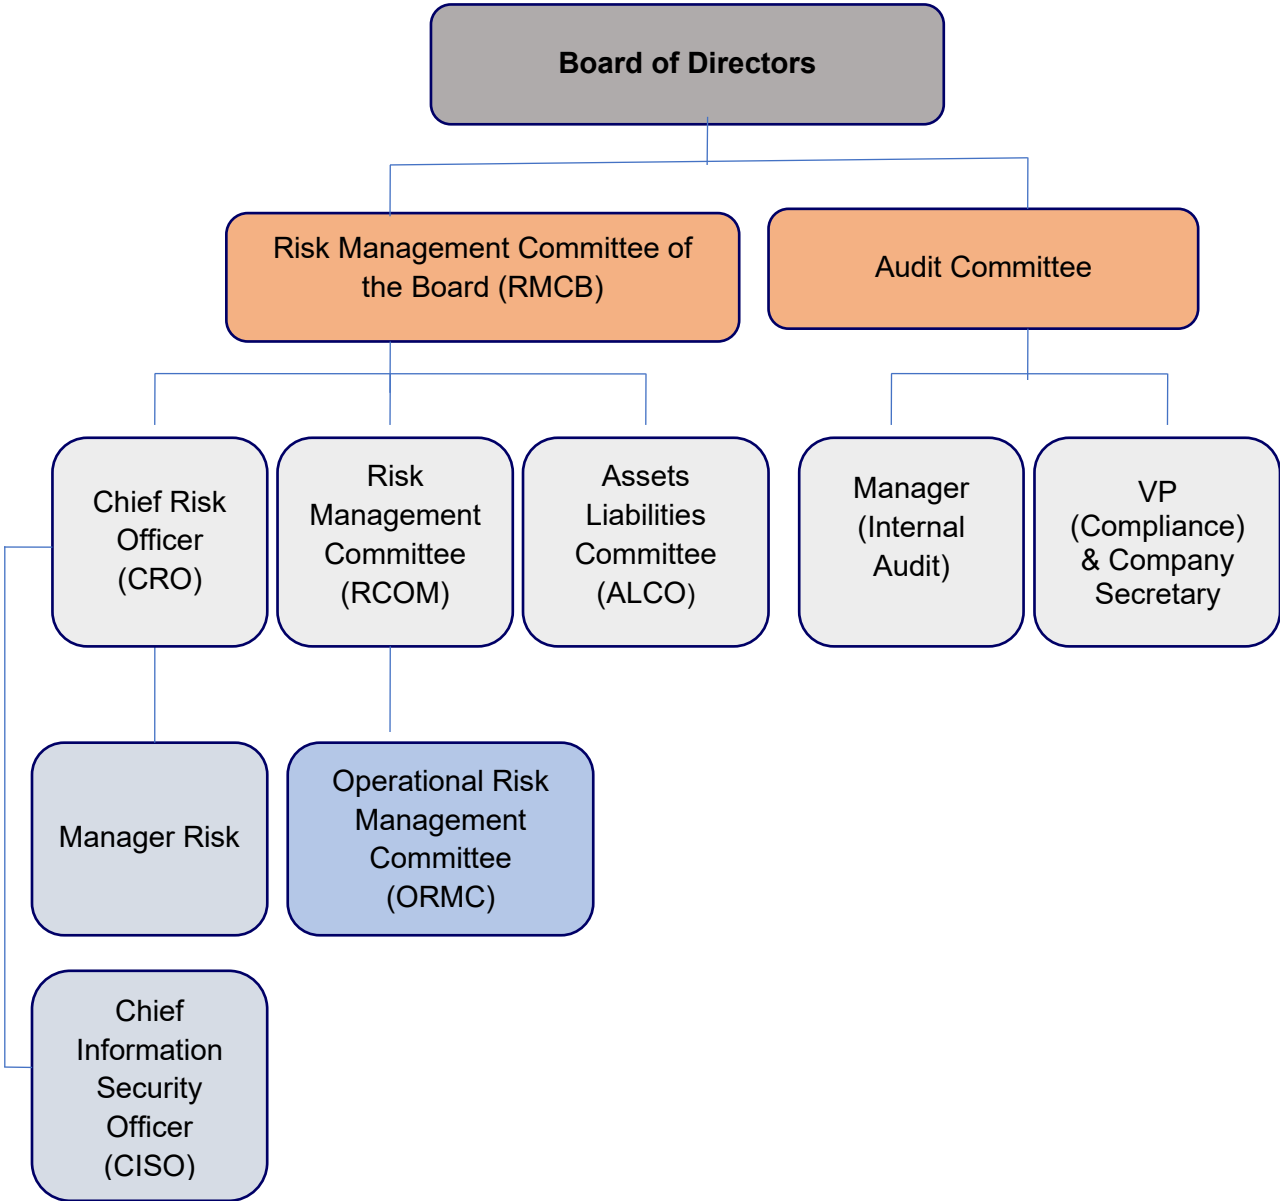 Board of Directors
Risk Management Committee of
the Board (RMCB)
Audit Committee
Chief Risk
Officer
(CRO)
Risk
Management
Committee
(RCOM)
Assets
Liabilities
Committee
(ALCO)
Manager
(Internal
Audit)
VP
(Compliance)
& Company
Secretary
Manager Risk
Operational Risk
Management
Committee
(ORMC)
Chief
Information
Security
Officer
(CISO)